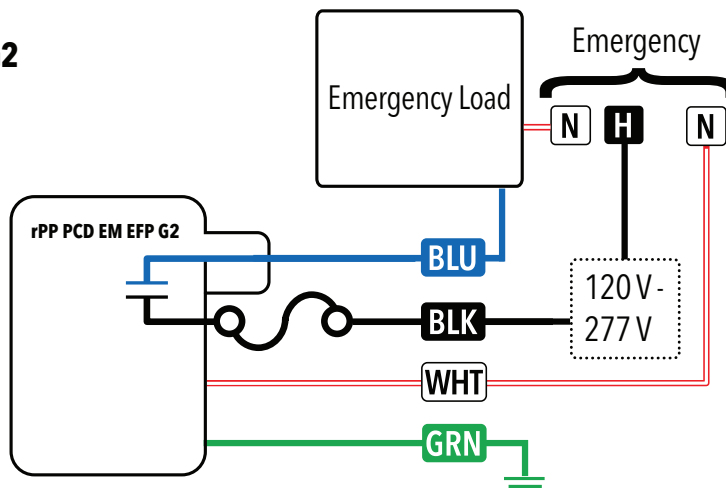 2
Emergency
Emergency Load
N
H
N
rPP PCD EM EFP G2
BLU
120 V -
277 V
BLK
WHT
GRN